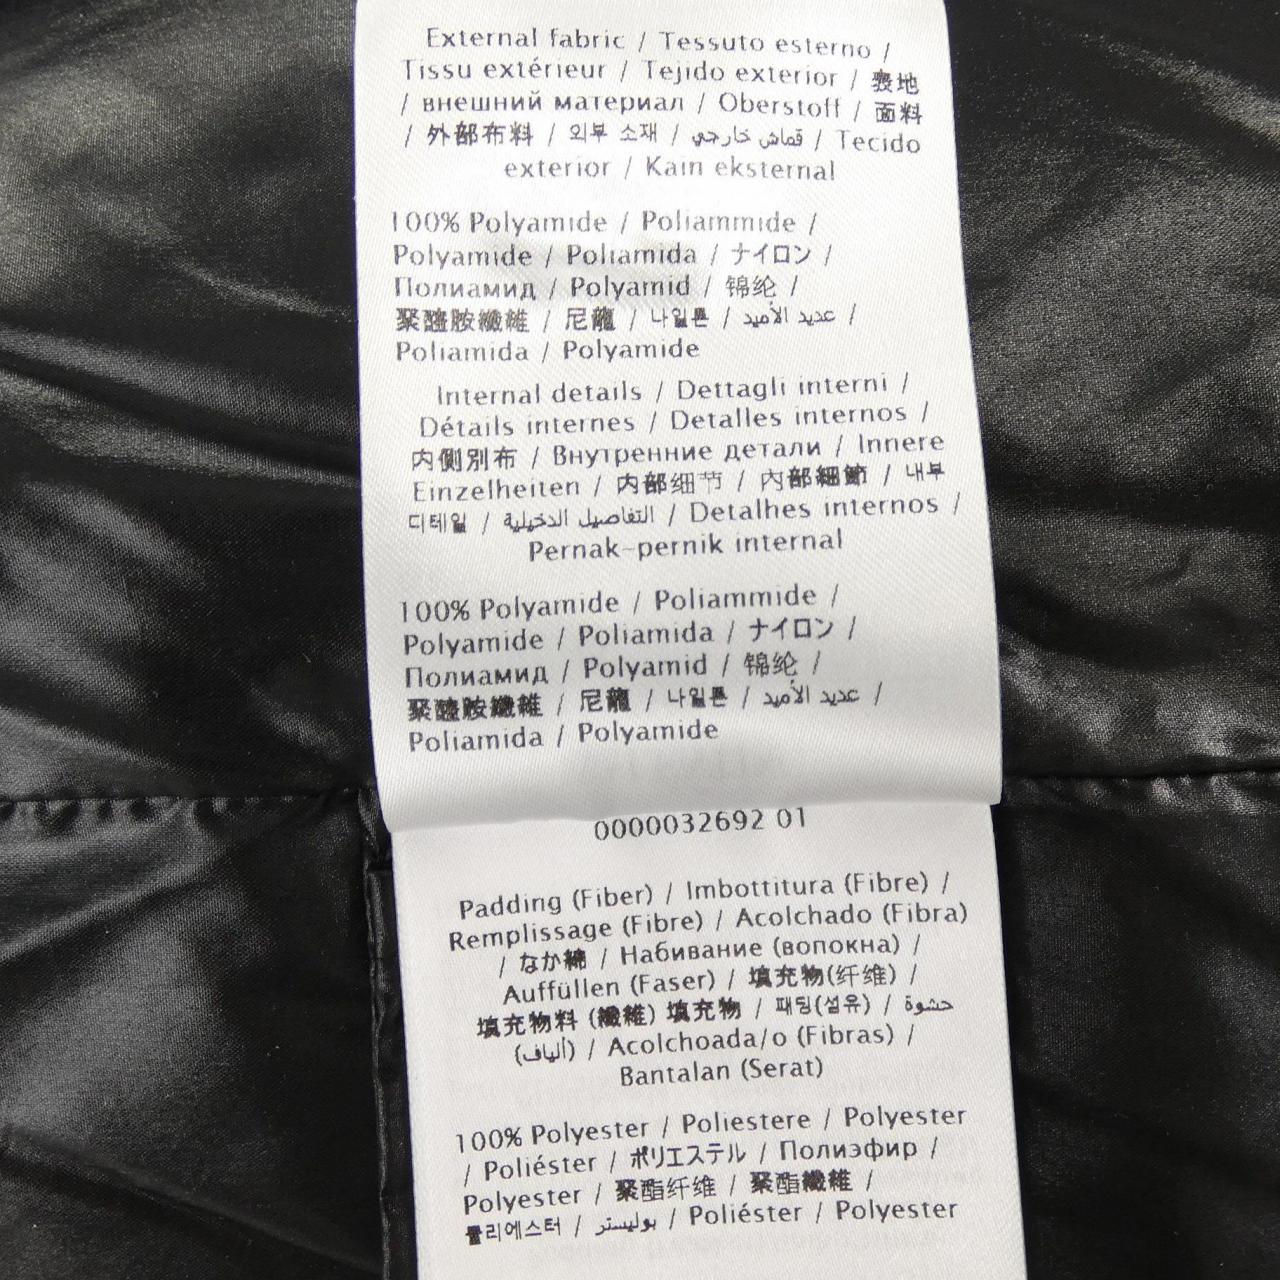 External fabric / Tessuto esterno /
Tissu extérieur / Tejido exterior / 表地
/ внешний материал / Oberstoff / 面料
/ 外部布料 / 외부 소재 / قماش خارجي / Tecido
exterior / Kain eksternal
100% Polyamide / Poliammide /
Polyamide / Poliamida / ナイロン /
Полиамид / Polyamid / 锦纶 /
聚醯胺纖維 / 尼龍 / 나일론 / عديد الأميد /
Poliamida / Polyamide
Internal details / Dettagli interni /
Détails internes / Detalles internos /
内側別布 / Внутренние детали / Innere
Einzelheiten / 内部细节 / 內部細節 / 내부
디테일 / التفاصيل الدخيلية / Detalhes internos /
Pernak-pernik internal
100% Polyamide / Poliammide /
Polyamide / Poliamida / ナイロン /
Полиамид / Polyamid / 锦纶 /
聚醯胺纖維 / 尼龍 / 나일론 / عديد الأميد /
Poliamida / Polyamide
0000032692 01
Padding (Fiber) / Imbottitura (Fibre) /
Remplissage (Fibre) / Acolchado (Fibra)
/ なか綿 / Набивание (волокна) /
Auffüllen (Faser) / 填充物(纤维) /
填充物料 (纖維) 填充物 / 패딩(섬유) / حشوة
(ألياف) / Acolchoada/o (Fibras) /
Bantalan (Serat)
100% Polyester / Poliestere / Polyester
/ Poliéster / ポリエステル / Полиэфир /
Polyester / 聚酯纤维 / 聚酯纖維 /
폴리에스터 / بوليستر / Poliéster / Polyester